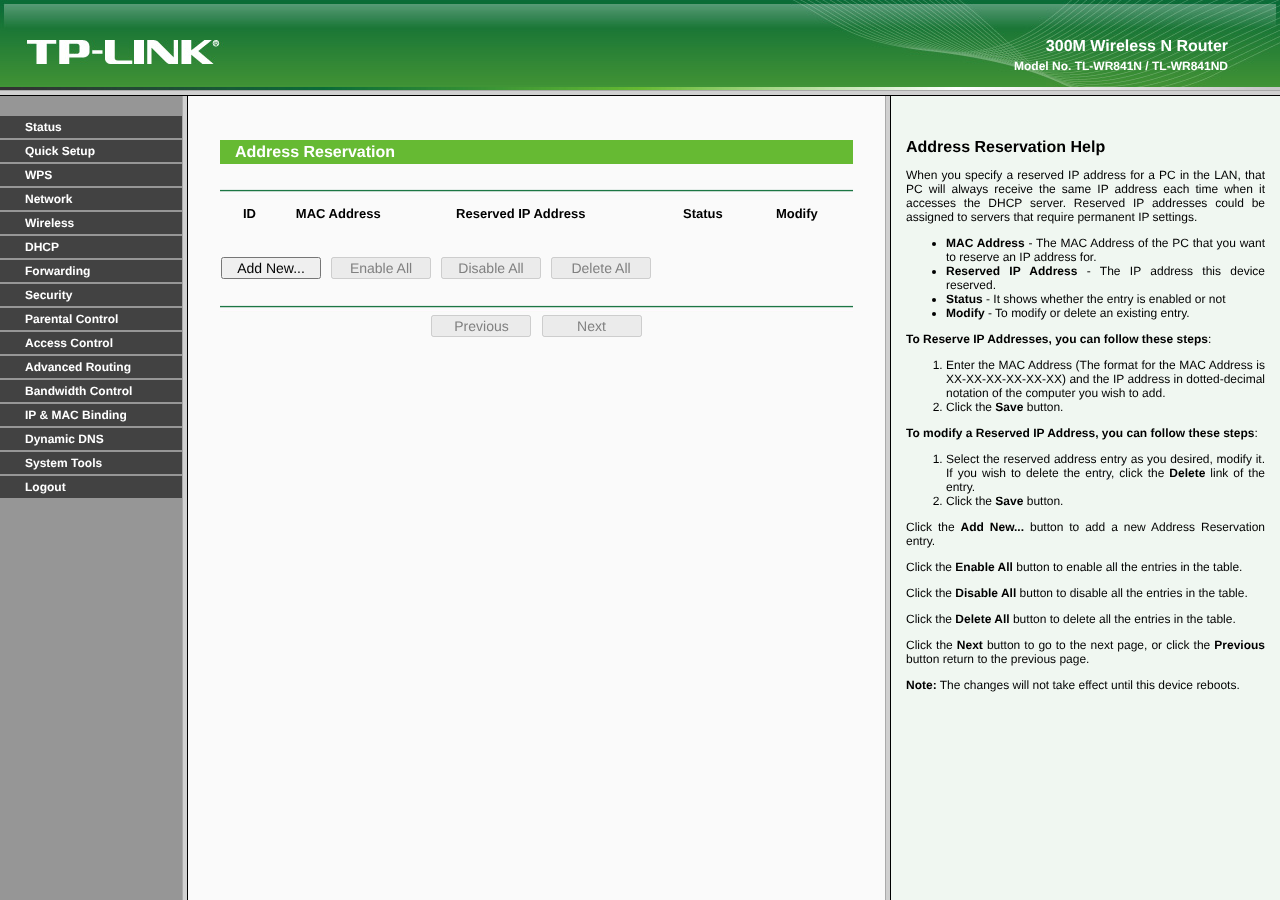 TP-LINK®
300M Wireless N Router
Model No. TL-WR841N / TL-WR841ND
Status
Quick Setup
WPS
Network
Wireless
DHCP
Forwarding
Security
Parental Control
Access Control
Advanced Routing
Bandwidth Control
IP & MAC Binding
Dynamic DNS
System Tools
Logout
Address Reservation
ID MAC Address Reserved IP Address Status Modify
Add New... Enable All Disable All Delete All
Previous Next
Address Reservation Help
When you specify a reserved IP address for a PC in the LAN, that
PC will always receive the same IP address each time when it
accesses the DHCP server. Reserved IP addresses could be
assigned to servers that require permanent IP settings.
• MAC Address - The MAC Address of the PC that you want
to reserve an IP address for.
• Reserved IP Address - The IP address this device
reserved.
• Status - It shows whether the entry is enabled or not
• Modify - To modify or delete an existing entry.
To Reserve IP Addresses, you can follow these steps:
1. Enter the MAC Address (The format for the MAC Address is
XX-XX-XX-XX-XX-XX) and the IP address in dotted-decimal
notation of the computer you wish to add.
2. Click the Save button.
To modify a Reserved IP Address, you can follow these steps:
1. Select the reserved address entry as you desired, modify it.
If you wish to delete the entry, click the Delete link of the
entry.
2. Click the Save button.
Click the Add New... button to add a new Address Reservation
entry.
Click the Enable All button to enable all the entries in the table.
Click the Disable All button to disable all the entries in the table.
Click the Delete All button to delete all the entries in the table.
Click the Next button to go to the next page, or click the Previous
button return to the previous page.
Note: The changes will not take effect until this device reboots.